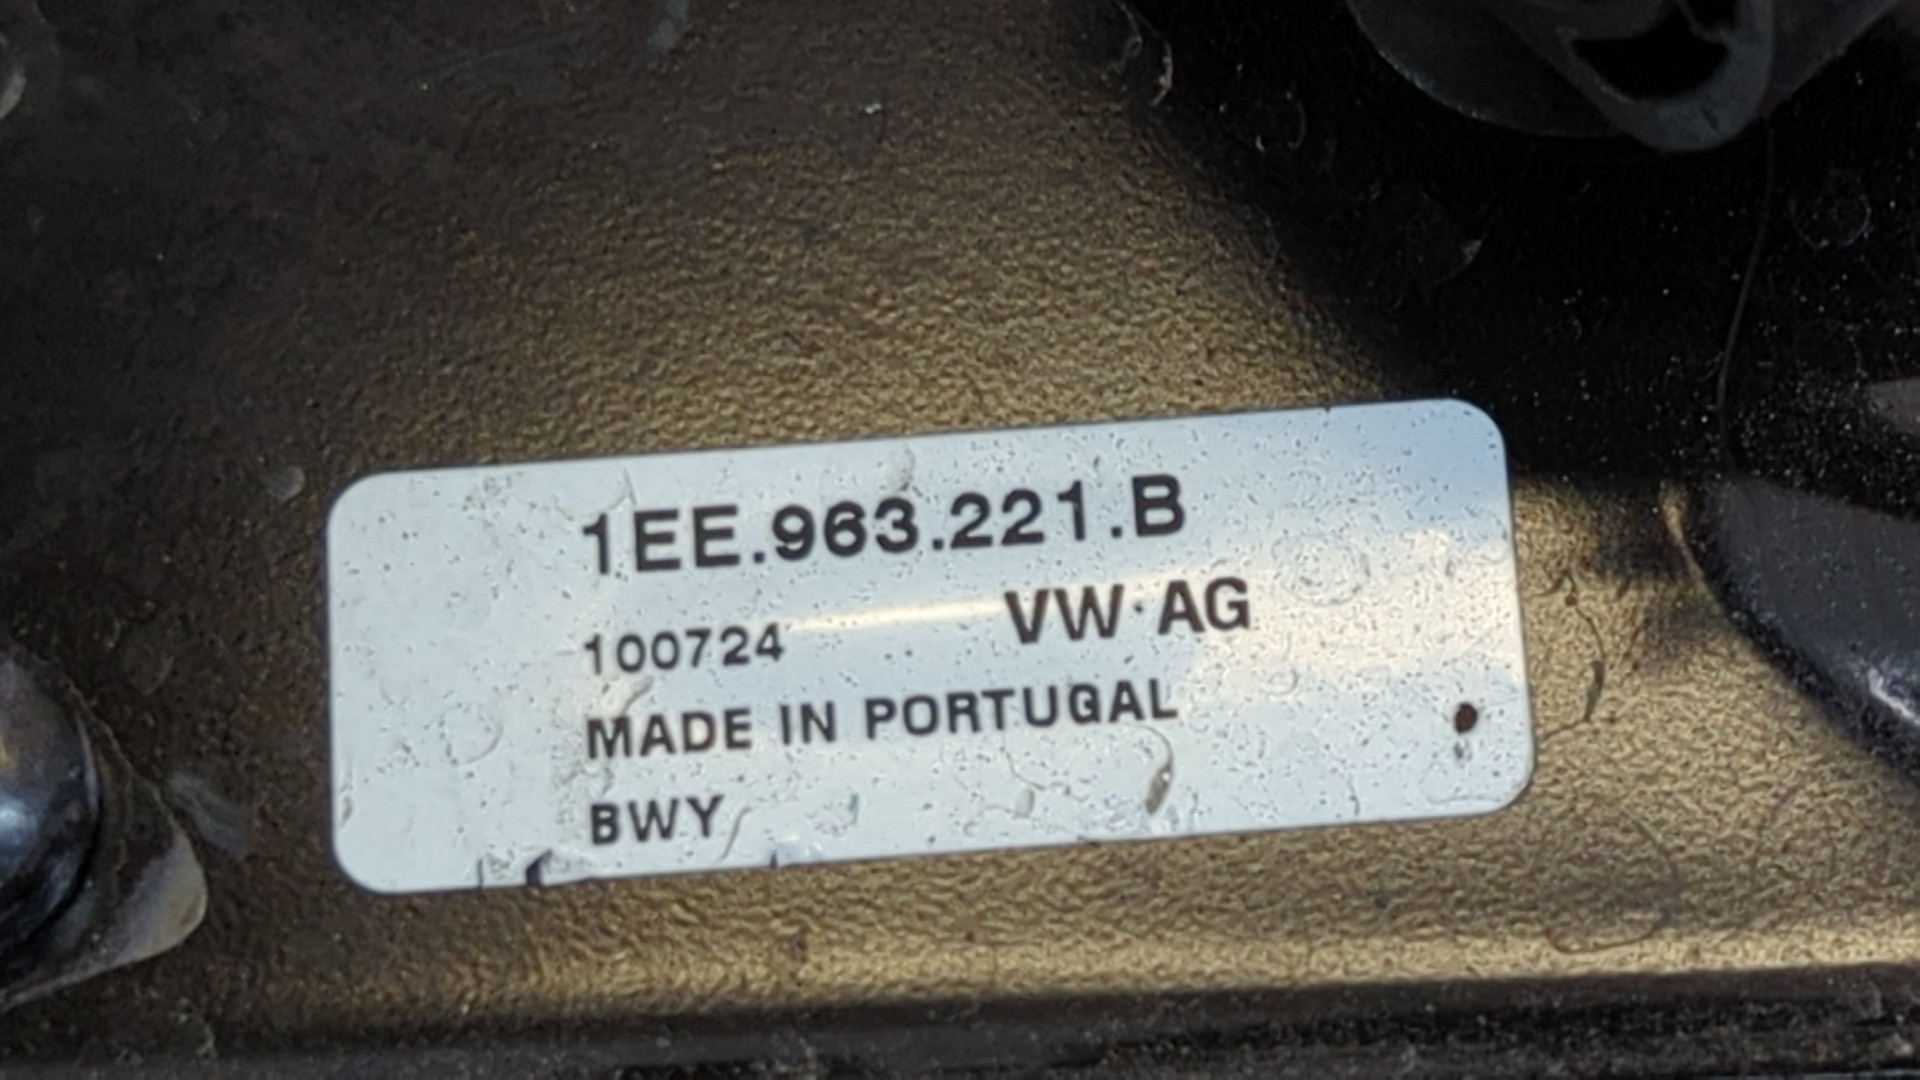 1EE.963.221.B
100724 VW·AG
MADE IN PORTUGAL
BWY